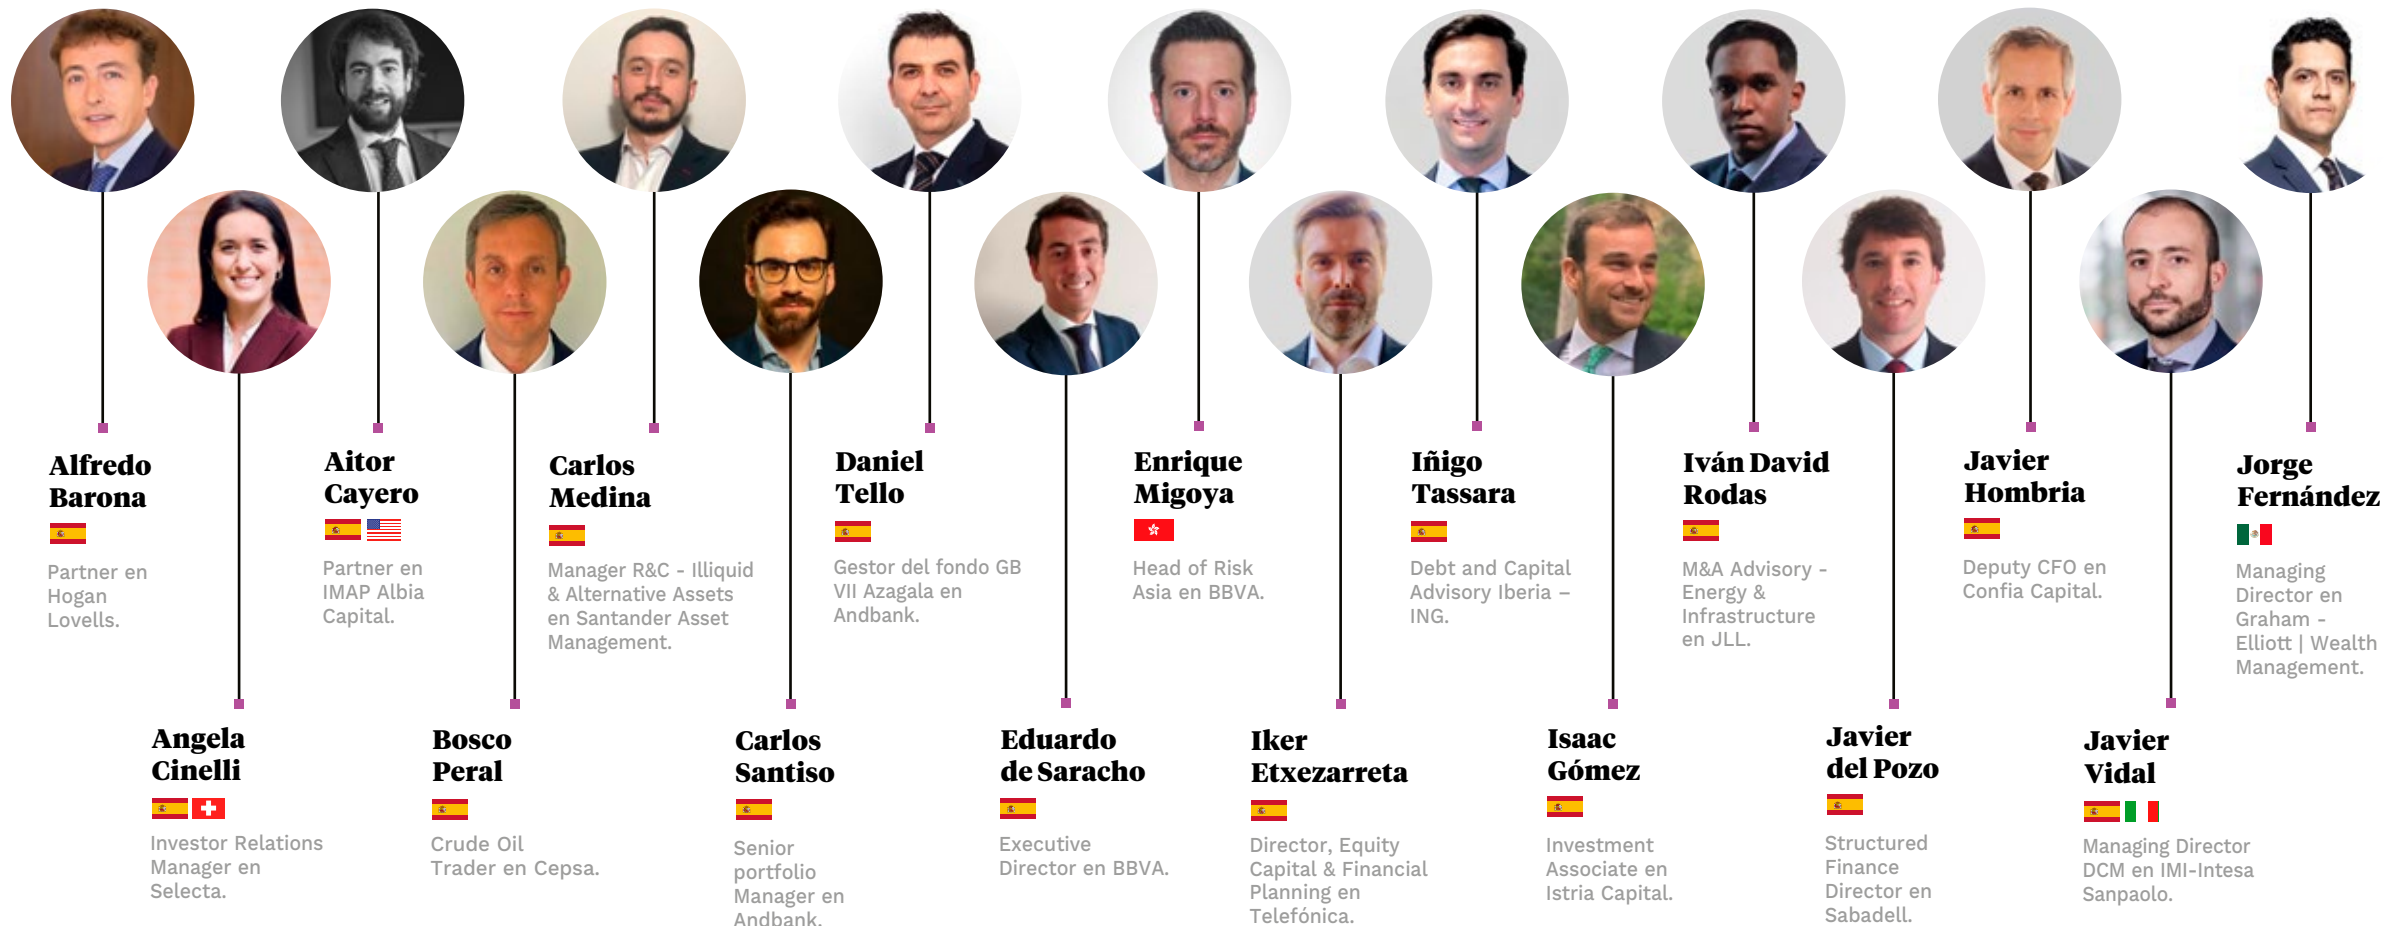 Alfredo
Barona
Partner en
Hogan
Lovells.
Angela
Cinelli
Investor Relations
Manager en
Selecta.
Aitor
Cayero
Partner en
IMAP Albia
Capital.
Bosco
Peral
Crude Oil
Trader en Cepsa.
Carlos
Medina
Manager R&C - Illiquid
& Alternative Assets
en Santander Asset
Management.
Carlos
Santiso
Senior
portfolio
Manager en
Andbank.
Daniel
Tello
Gestor del fondo GB
VII Azagala en
Andbank.
Eduardo
de Saracho
Executive
Director en BBVA.
Enrique
Migoya
Head of Risk
Asia en BBVA.
Iker
Etxezarreta
Director, Equity
Capital & Financial
Planning en
Telefónica.
Iñigo
Tassara
Debt and Capital
Advisory Iberia –
ING.
Isaac
Gómez
Investment
Associate en
Istria Capital.
Iván David
Rodas
M&A Advisory -
Energy &
Infrastructure
en JLL.
Javier
del Pozo
Structured
Finance
Director en
Sabadell.
Javier
Hombria
Deputy CFO en
Confia Capital.
Javier
Vidal
Managing Director
DCM en IMI-Intesa
Sanpaolo.
Jorge
Fernández
Managing
Director en
Graham -
Elliott | Wealth
Management.